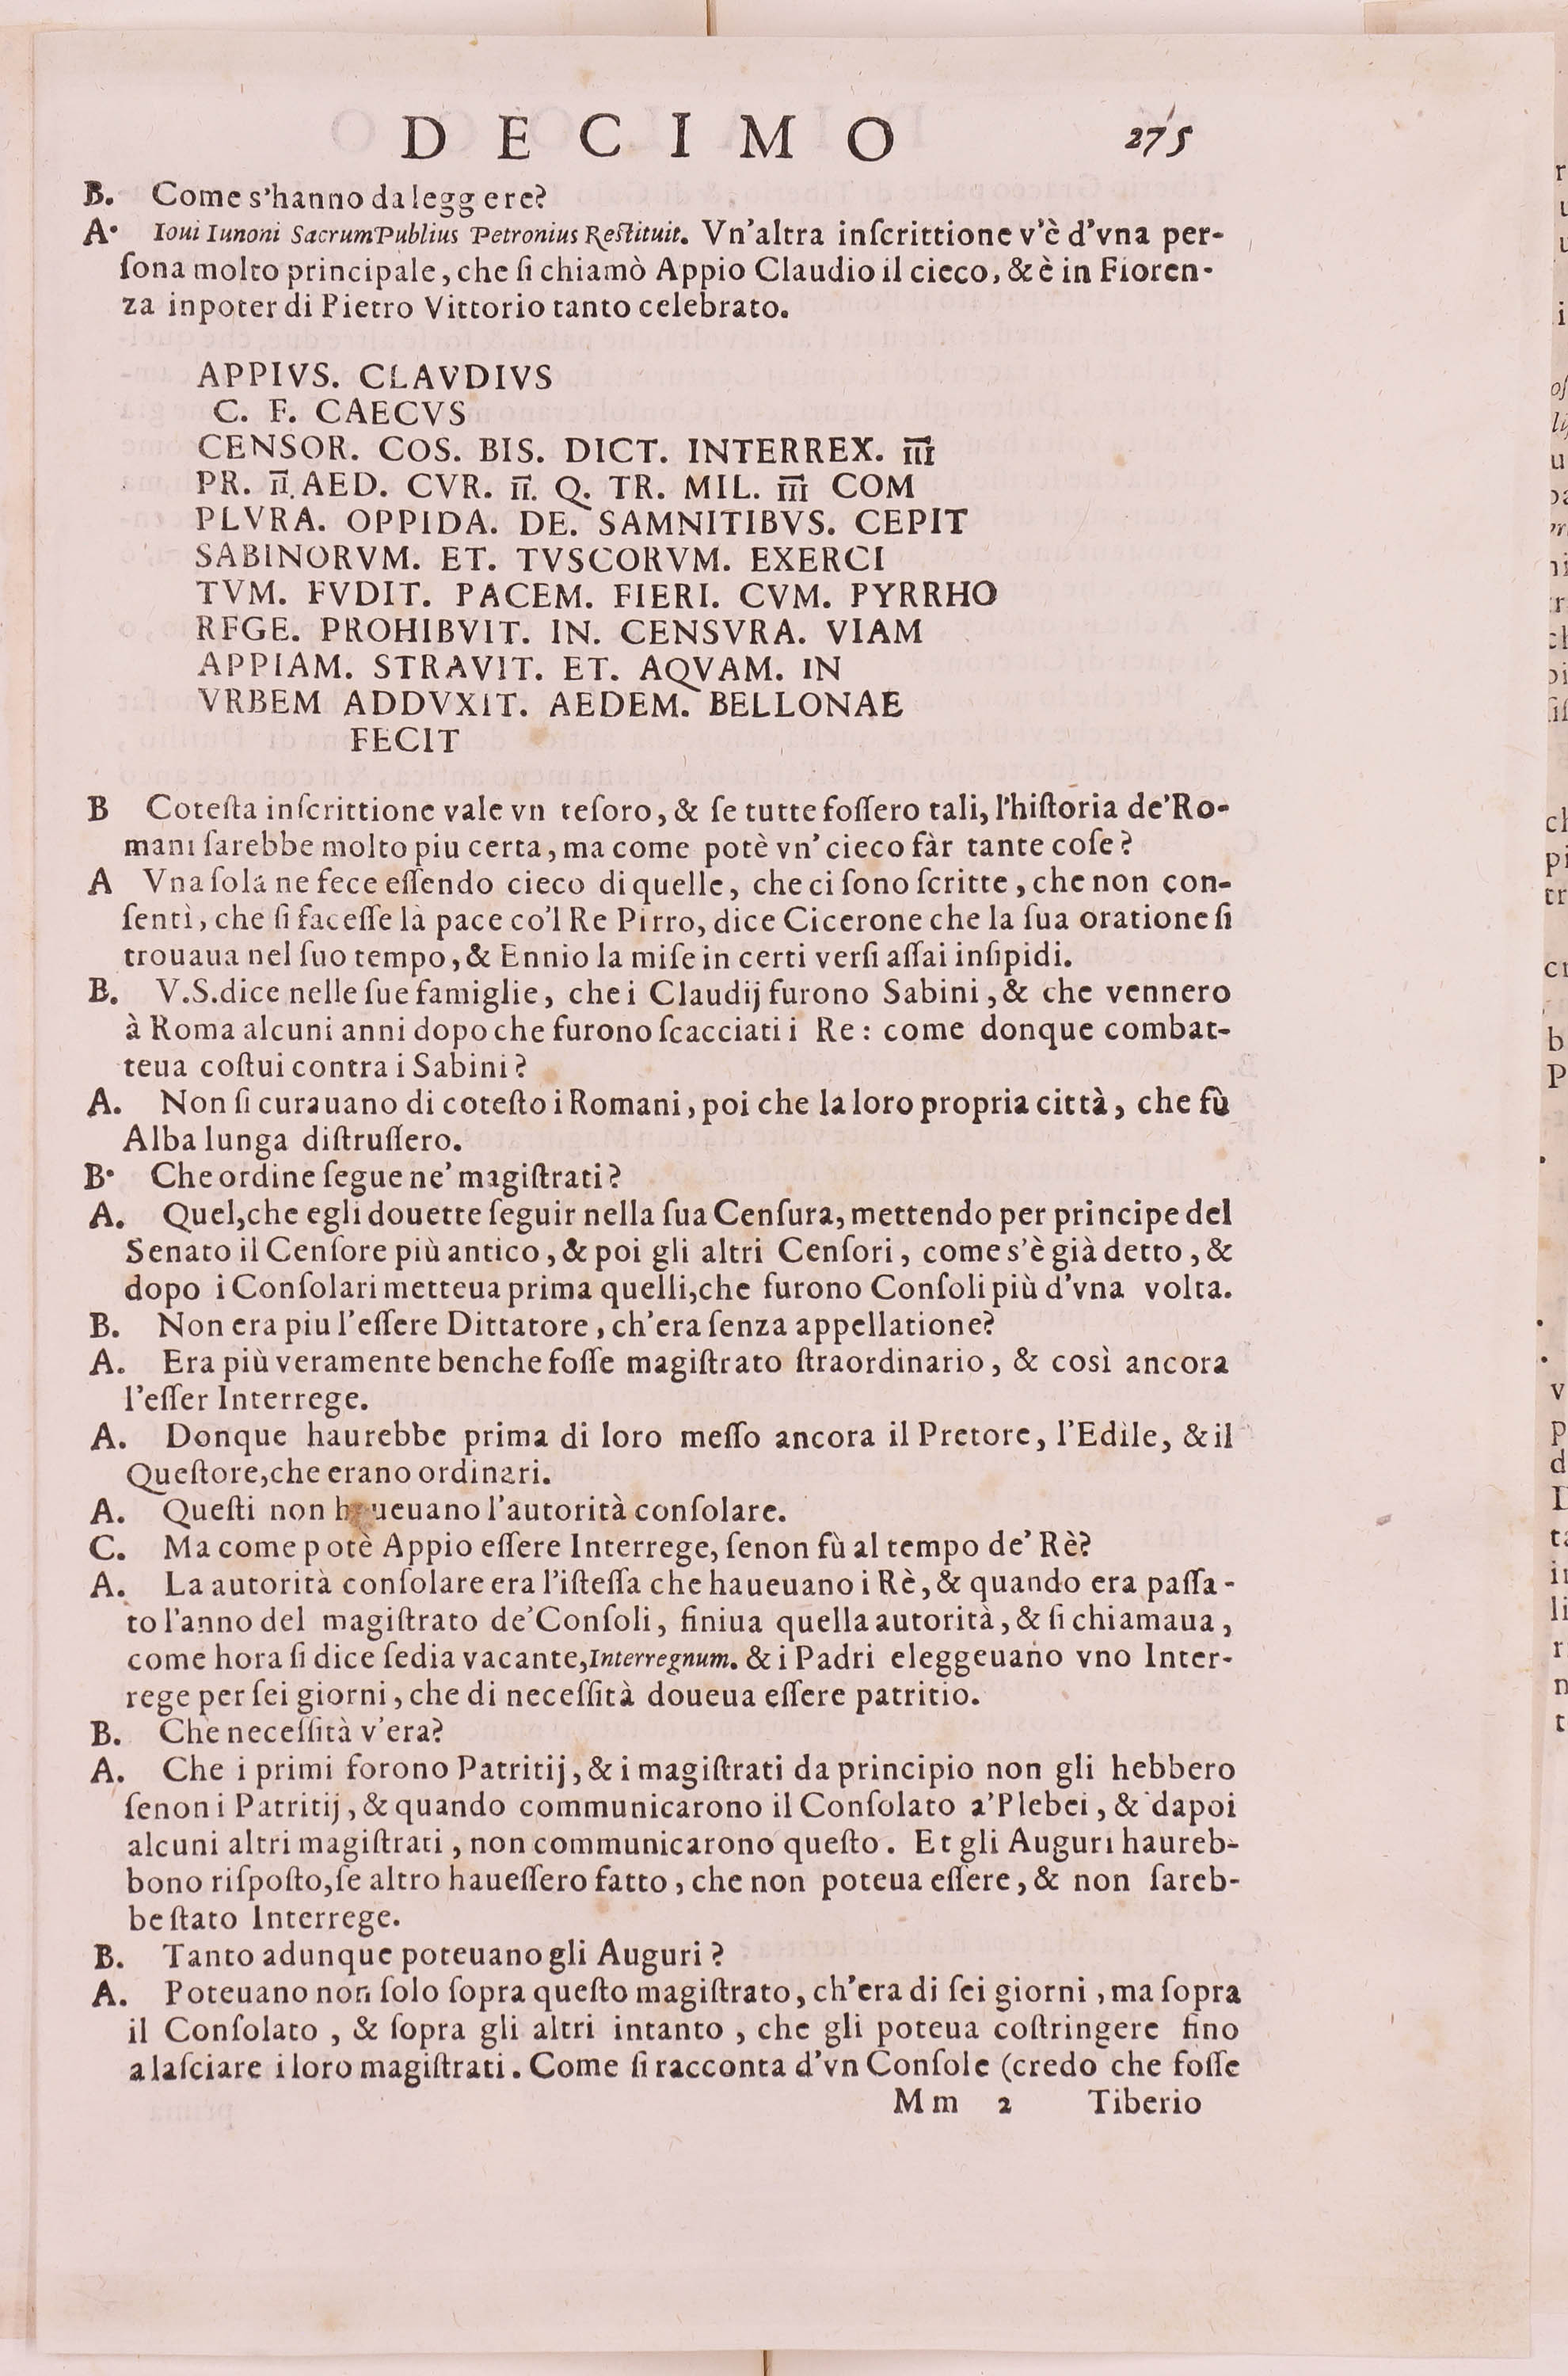 DECIMO 275
B. Come s'hanno da leggere?
A. Ioui Iunoni Sacrum Publius Petronius Reſtituit. Vn'altra inſcrittione v'è d'vna per-
ſona molto principale, che ſi chiamò Appio Claudio il cieco, & è in Fioren-
za in poter di Pietro Vittorio tanto celebrato.
APPIVS. CLAVDIVS
C. F. CAECVS
CENSOR. COS. BIS. DICT. INTERREX. I̅I̅I̅
PR. I̅I̅. AED. CVR. I̅I̅. Q. TR. MIL. I̅I̅I̅ COM
PLVRA. OPPIDA. DE. SAMNITIBVS. CEPIT
SABINORVM. ET. TVSCORVM. EXERCI
TVM. FVDIT. PACEM. FIERI. CVM. PYRRHO
RFGE. PROHIBVIT. IN. CENSVRA. VIAM
APPIAM. STRAVIT. ET. AQVAM. IN
VRBEM ADDVXIT. AEDEM. BELLONAE
FECIT
B Coteſta inſcrittione vale vn teſoro, & ſe tutte foſſero tali, l'hiſtoria de'Ro-
mani ſarebbe molto piu certa, ma come potè vn' cieco fàr tante coſe?
A Vna ſola ne fece eſſendo cieco di quelle, che ci ſono ſcritte, che non con-
ſentì, che ſi faceſſe la pace co'l Re Pirro, dice Cicerone che la ſua oratione ſi
trouaua nel ſuo tempo, & Ennio la miſe in certi verſi aſſai inſipidi.
B. V.S. dice nelle ſue famiglie, che i Claudij furono Sabini, & che vennero
à Roma alcuni anni dopo che furono ſcacciati i Re: come donque combat-
teua coſtui contra i Sabini?
A. Non ſi curauano di coteſto i Romani, poi che la loro propria città, che fù
Alba lunga diſtruſſero.
B. Che ordine ſegue ne' magiſtrati?
A. Quel, che egli douette ſeguir nella ſua Cenſura, mettendo per principe del
Senato il Cenſore più antico, & poi gli altri Cenſori, come s'è già detto, &
dopo i Conſolari metteua prima quelli, che furono Conſoli più d'vna volta.
B. Non era piu l'eſſere Dittatore, ch'era ſenza appellatione?
A. Era più veramente benche foſſe magiſtrato ſtraordinario, & così ancora
l'eſſer Interrege.
A. Donque haurebbe prima di loro meſſo ancora il Pretore, l'Edile, & il
Queſtore, che erano ordinari.
A. Queſti non haueuano l'autorità conſolare.
C. Ma come potè Appio eſſere Interrege, ſenon fù al tempo de' Rè?
A. La autorità conſolare era l'iſteſſa che haueuano i Rè, & quando era paſſa-
to l'anno del magiſtrato de'Conſoli, finiua quella autorità, & ſi chiamaua,
come hora ſi dice ſedia vacante, Interregnum. & i Padri eleggeuano vno Inter-
rege per ſei giorni, che di neceſſità doueua eſſere patritio.
B. Che neceſſità v'era?
A. Che i primi forono Patritij, & i magiſtrati da principio non gli hebbero
ſenon i Patritij, & quando communicarono il Conſolato a'Plebei, & dapoi
alcuni altri magiſtrati, non communicarono queſto. Et gli Auguri haureb-
bono riſpoſto, ſe altro haueſſero fatto, che non poteua eſſere, & non ſareb-
be ſtato Interrege.
B. Tanto adunque poteuano gli Auguri?
A. Poteuano non ſolo ſopra queſto magiſtrato, ch'era di ſei giorni, ma ſopra
il Conſolato, & ſopra gli altri intanto, che gli poteua coſtringere fino
a laſciare i loro magiſtrati. Come ſi racconta d'vn Conſole (credo che foſſe
Mm 2 Tiberio